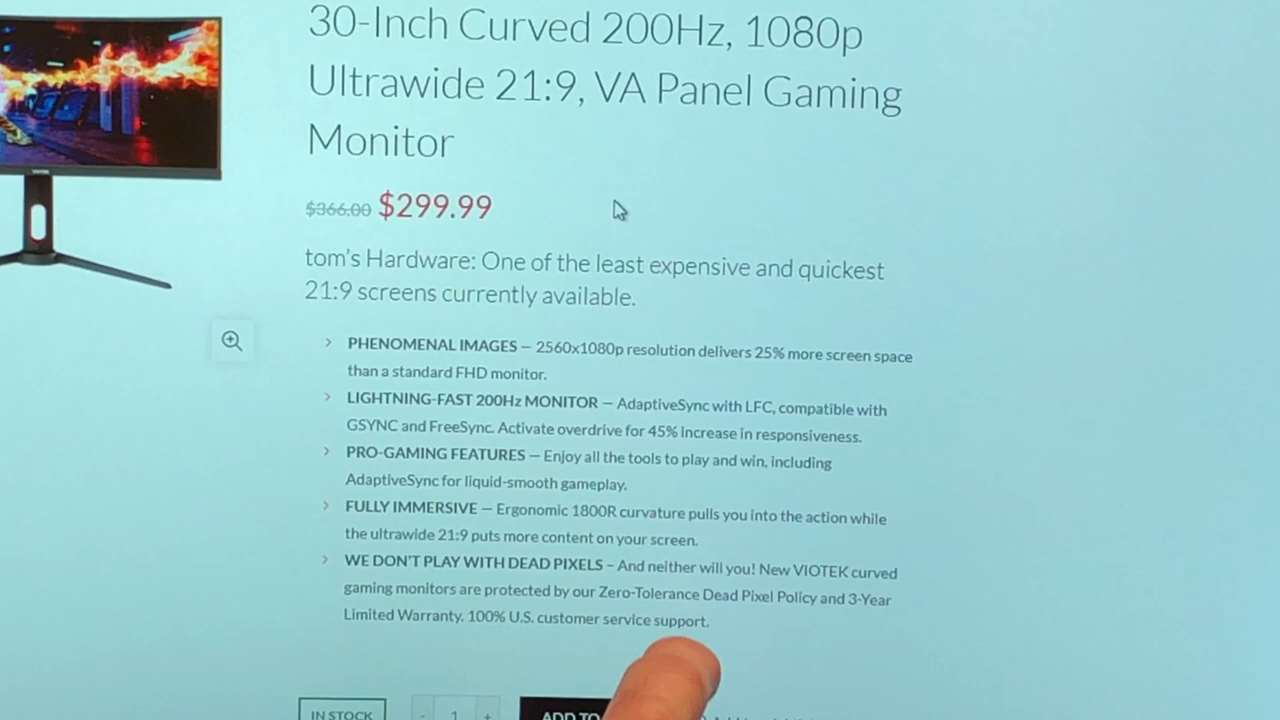 30-Inch Curved 200Hz, 1080p
Ultrawide 21:9, VA Panel Gaming
Monitor
$366.00 $299.99
tom's Hardware: One of the least expensive and quickest
21:9 screens currently available.
PHENOMENAL IMAGES – 2560x1080p resolution delivers 25% more screen space
than a standard FHD monitor.
LIGHTNING-FAST 200Hz MONITOR – AdaptiveSync with LFC, compatible with
GSYNC and FreeSync. Activate overdrive for 45% increase in responsiveness.
PRO-GAMING FEATURES – Enjoy all the tools to play and win, including
AdaptiveSync for liquid-smooth gameplay.
FULLY IMMERSIVE – Ergonomic 1800R curvature pulls you into the action while
the ultrawide 21:9 puts more content on your screen.
WE DON'T PLAY WITH DEAD PIXELS – And neither will you! New VIOTEK curved
gaming monitors are protected by our Zero-Tolerance Dead Pixel Policy and 3-Year
Limited Warranty. 100% U.S. customer service support.
IN STOCK - 1 + ADD TO